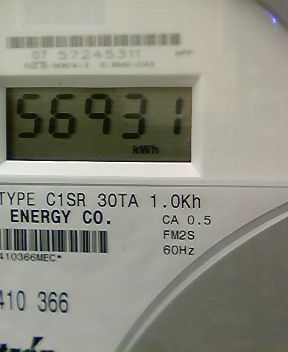 07 57245311
56931
kWh
TYPE C1SR 30TA 1.0Kh
ENERGY CO.
CA 0.5
FM2S
60Hz
410366MEC*
410 366